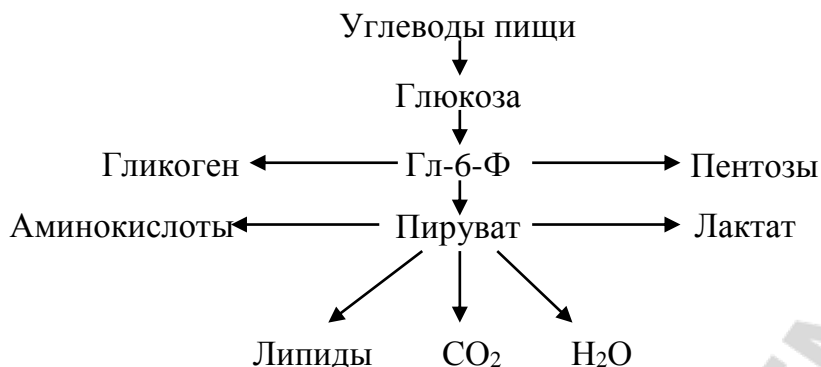 Углеводы пищи
Глюкоза
Гликоген Гл-6-Ф Пентозы
Аминокислоты Пируват Лактат
Липиды CO₂ H₂O